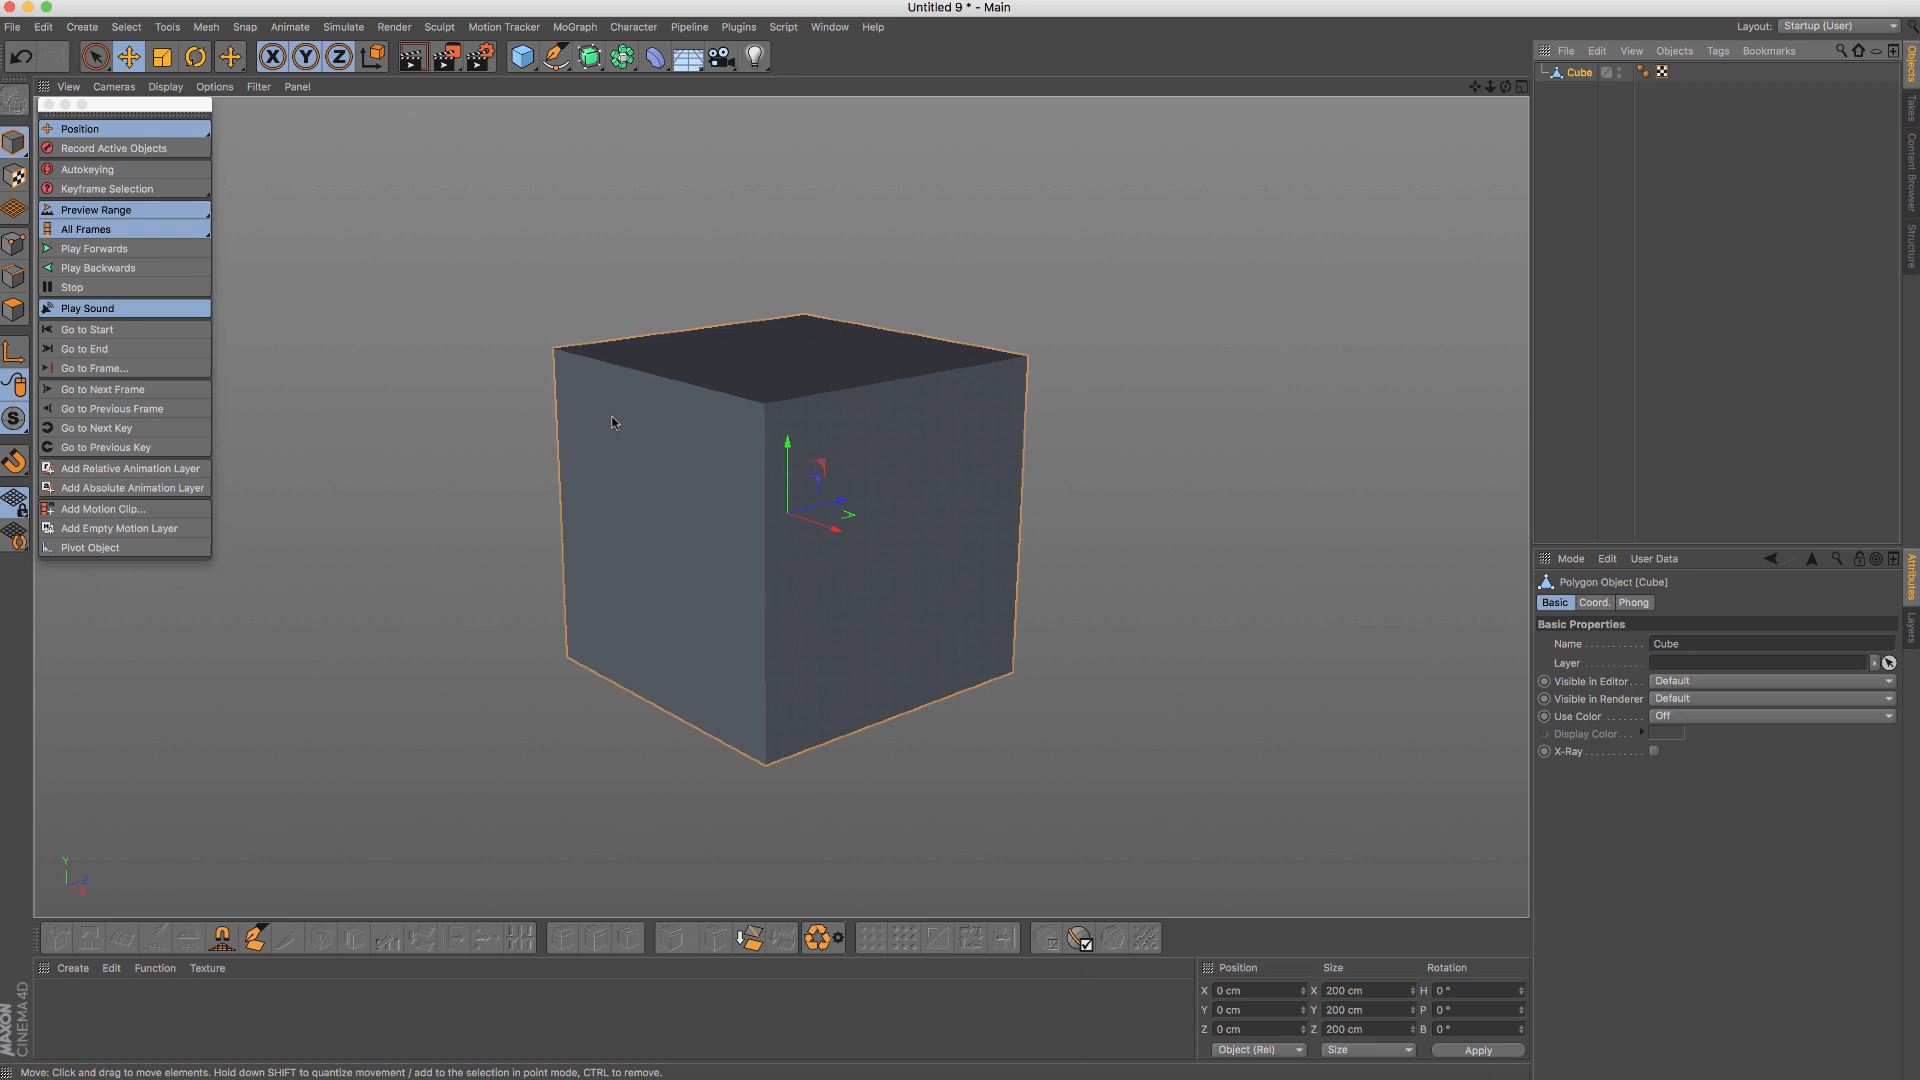 Untitled 9 * - Main
File Edit Create Select Tools Mesh Snap Animate Simulate Render Sculpt Motion Tracker MoGraph Character Pipeline Plugins Script Window Help
Layout: Startup (User)
X Y Z
File Edit View Objects Tags Bookmarks
Cube
Objects
Takes
Content Browser
Structure
View Cameras Display Options Filter Panel
Position
Record Active Objects
Autokeying
Keyframe Selection
Preview Range
All Frames
Play Forwards
Play Backwards
Stop
Play Sound
Go to Start
Go to End
Go to Frame...
Go to Next Frame
Go to Previous Frame
Go to Next Key
Go to Previous Key
Add Relative Animation Layer
Add Absolute Animation Layer
Add Motion Clip...
Add Empty Motion Layer
Pivot Object
S
Y
Z
X
Mode Edit User Data
Attributes
Layers
Polygon Object [Cube]
Basic Coord. Phong
Basic Properties
Name . . . . . . . . . . . Cube
Layer . . . . . . . . . . .
Visible in Editor . . . Default
Visible in Renderer Default
Use Color . . . . . . . Off
Display Color . . .
X-Ray . . . . . . . . . . .
Create Edit Function Texture
Position Size Rotation
X 0 cm X 200 cm H 0 °
Y 0 cm Y 200 cm P 0 °
Z 0 cm Z 200 cm B 0 °
Object (Rel) Size Apply
MAXON
CINEMA 4D
Move: Click and drag to move elements. Hold down SHIFT to quantize movement / add to the selection in point mode, CTRL to remove.